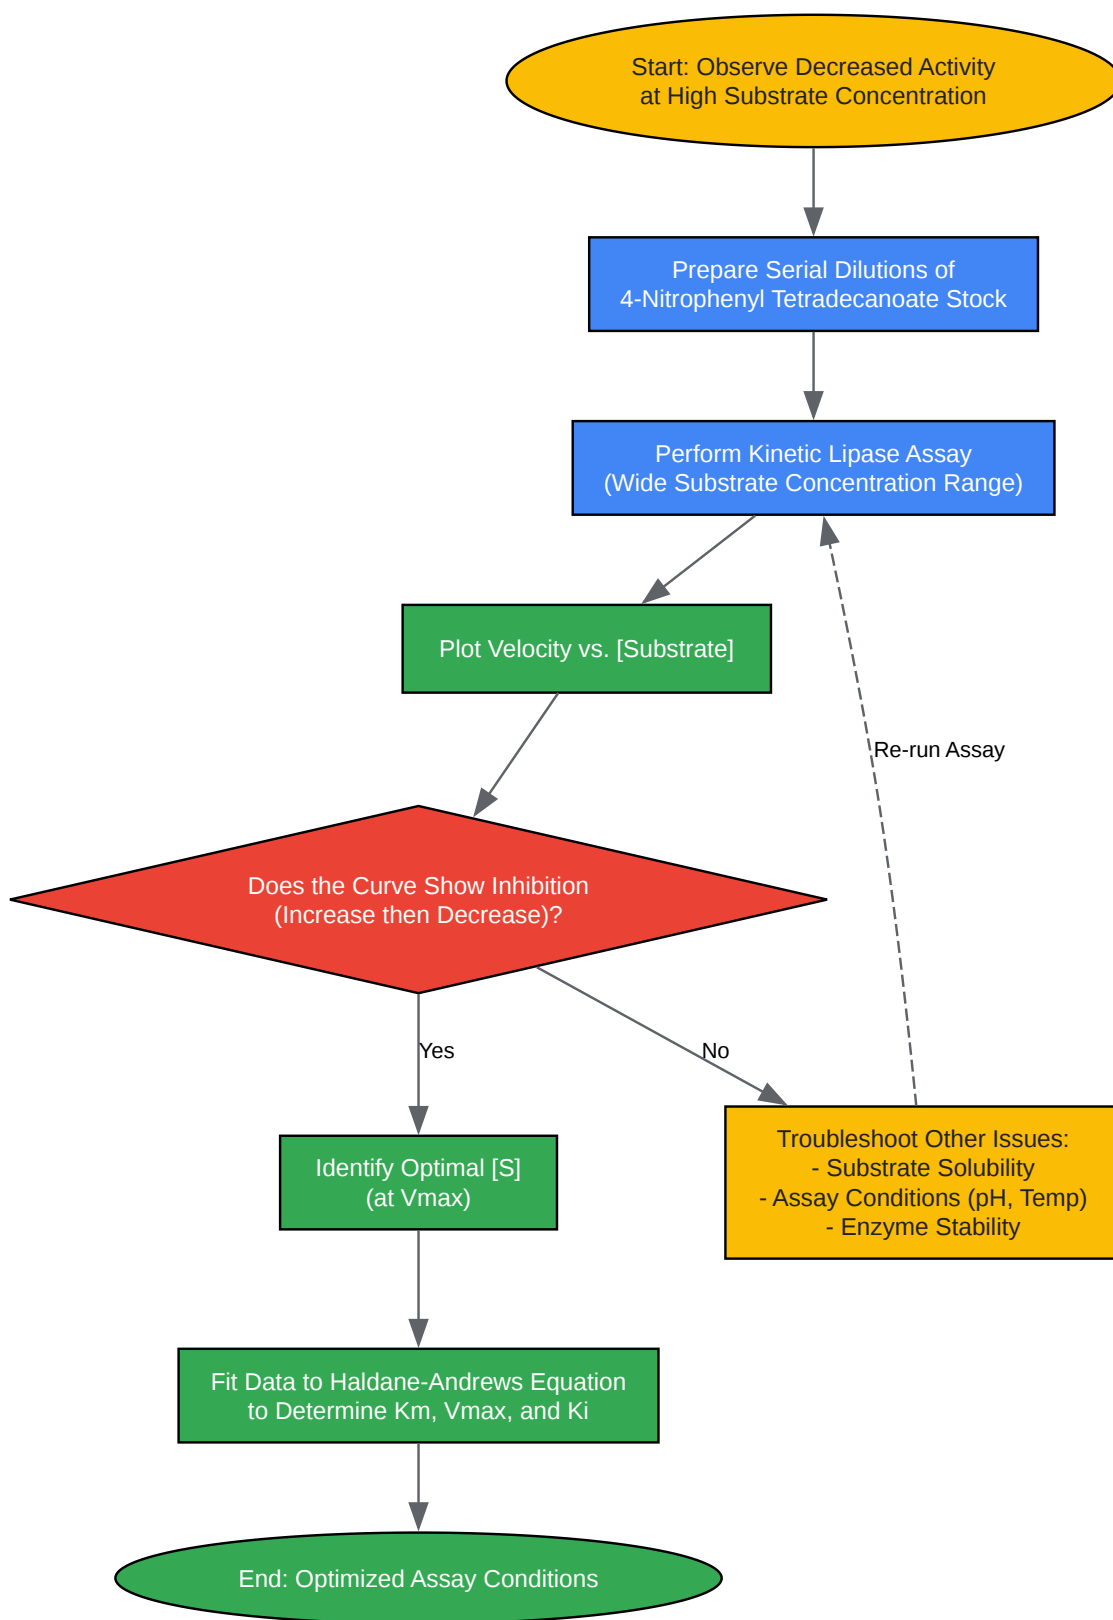 Start: Observe Decreased Activity
at High Substrate Concentration
Prepare Serial Dilutions of
4-Nitrophenyl Tetradecanoate Stock
Perform Kinetic Lipase Assay
(Wide Substrate Concentration Range)
Plot Velocity vs. [Substrate]
Re-run Assay
Does the Curve Show Inhibition
(Increase then Decrease)?
Yes
No
Troubleshoot Other Issues:
- Substrate Solubility
- Assay Conditions (pH, Temp)
- Enzyme Stability
Identify Optimal [S]
(at Vmax)
Fit Data to Haldane-Andrews Equation
to Determine Km, Vmax, and Ki
End: Optimized Assay Conditions